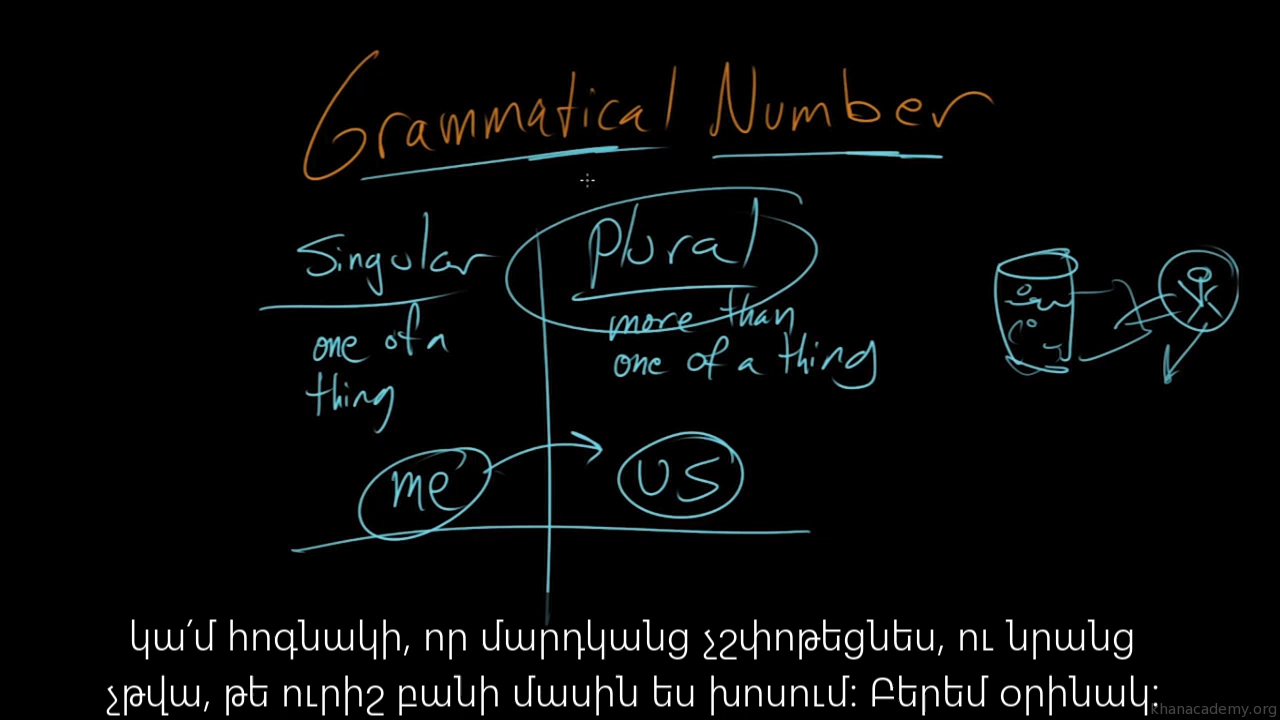 Grammatical Number
Singular
plural
one of a
thing
more than
one of a thing
me
us
կա՛մ հոգնակի, որ մարդկանց չշփոթեցնես, ու նրանց
չթվա, թե ուրիշ բանի մասին ես խոսում: Բերեմ օրինակ:
khanacademy.org